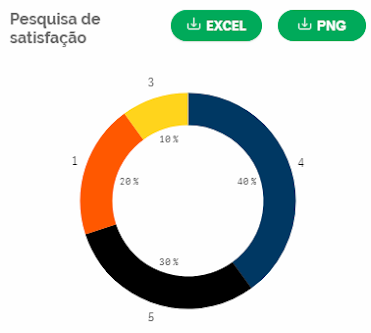 Pesquisa de
satisfação
EXCEL
PNG
3
10%
1
4
20%
40%
30%
5